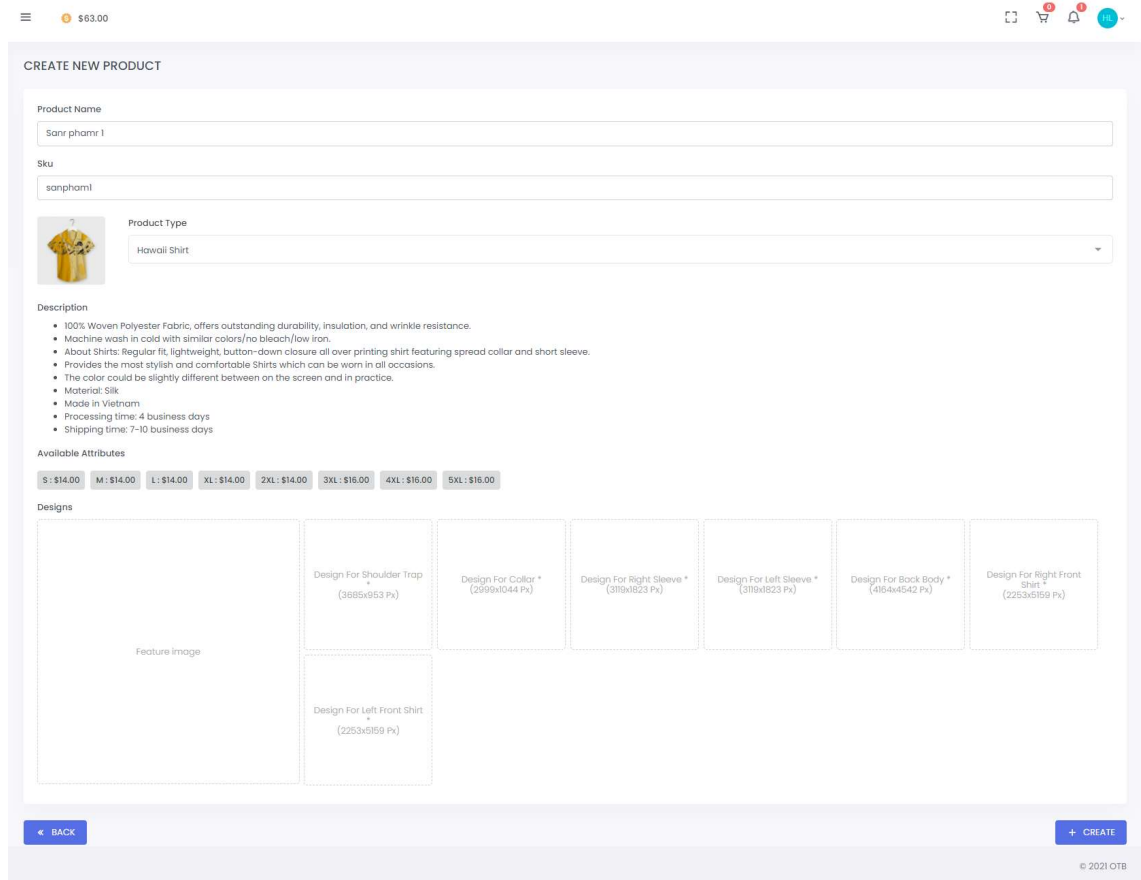 $63.00
0
1
HL
CREATE NEW PRODUCT
Product Name
Sanr phamr 1
Sku
sanpham1
Product Type
Hawaii Shirt
Description
100% Woven Polyester Fabric, offers outstanding durability, insulation, and wrinkle resistance.
Machine wash in cold with similar colors/no bleach/low iron.
About Shirts: Regular fit, lightweight, button-down closure all over printing shirt featuring spread collar and short sleeve.
Provides the most stylish and comfortable Shirts which can be worn in all occasions.
The color could be slightly different between on the screen and in practice.
Material: Silk
Made in Vietnam
Processing time: 4 business days
Shipping time: 7-10 business days
Available Attributes
S : $14.00 M : $14.00 L : $14.00 XL : $14.00 2XL : $14.00 3XL : $16.00 4XL : $16.00 5XL : $16.00
Designs
Feature image
Design For Shoulder Trap
*
(3685x953 Px)
Design For Collar *
(2999x1044 Px)
Design For Right Sleeve *
(3119x1823 Px)
Design For Left Sleeve *
(3119x1823 Px)
Design For Back Body *
(4164x4542 Px)
Design For Right Front
Shirt *
(2253x5159 Px)
Design For Left Front Shirt
*
(2253x5159 Px)
« BACK
+ CREATE
© 2021 OTB